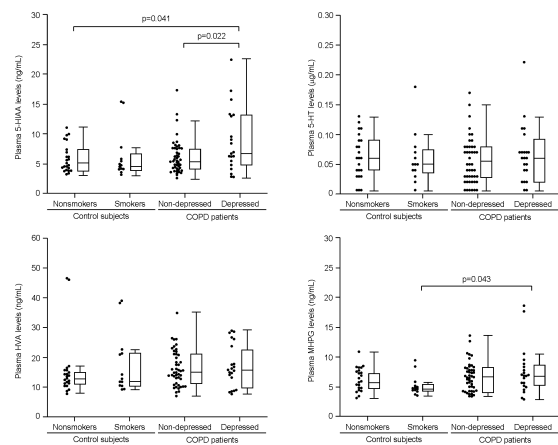 30
25
20
15
10
5
0
Plasma 5-HIAA levels (ng/mL)
p=0.041
p=0.022
Nonsmokers Smokers Non-depressed Depressed
Control subjects COPD patients
0.30
0.25
0.20
0.15
0.10
0.05
0
Plasma 5-HT levels (µg/mL)
Nonsmokers Smokers Non-depressed Depressed
Control subjects COPD patients
60
50
40
30
20
10
0
Plasma HVA levels (ng/mL)
Nonsmokers Smokers Non-depressed Depressed
Control subjects COPD patients
30
25
20
15
10
5
0
Plasma MHPG levels (ng/mL)
p=0.043
Nonsmokers Smokers Non-depressed Depressed
Control subjects COPD patients